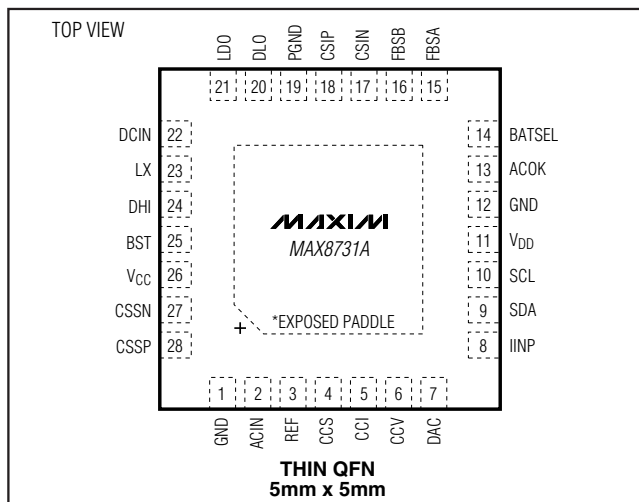 TOP VIEW
LDO DLO PGND CSIP CSIN FBSB FBSA
21 20 19 18 17 16 15
DCIN 22 14 BATSEL
LX 23 13 ACOK
DHI 24 12 GND
BST 25 11 VDD
VCC 26 10 SCL
CSSN 27 9 SDA
CSSP 28 8 IINP
MAXIM
MAX8731A
*EXPOSED PADDLE
+
1 2 3 4 5 6 7
GND ACIN REF CCS CCI CCV DAC
THIN QFN
5mm x 5mm